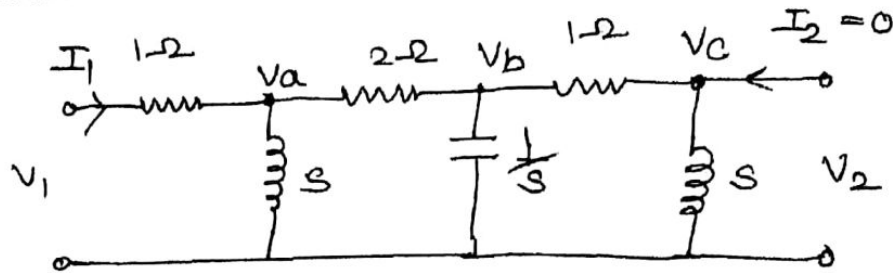 I₁ 1Ω Va 2Ω Vb 1Ω Vc I₂ = 0
V₁ S 1/S S V₂